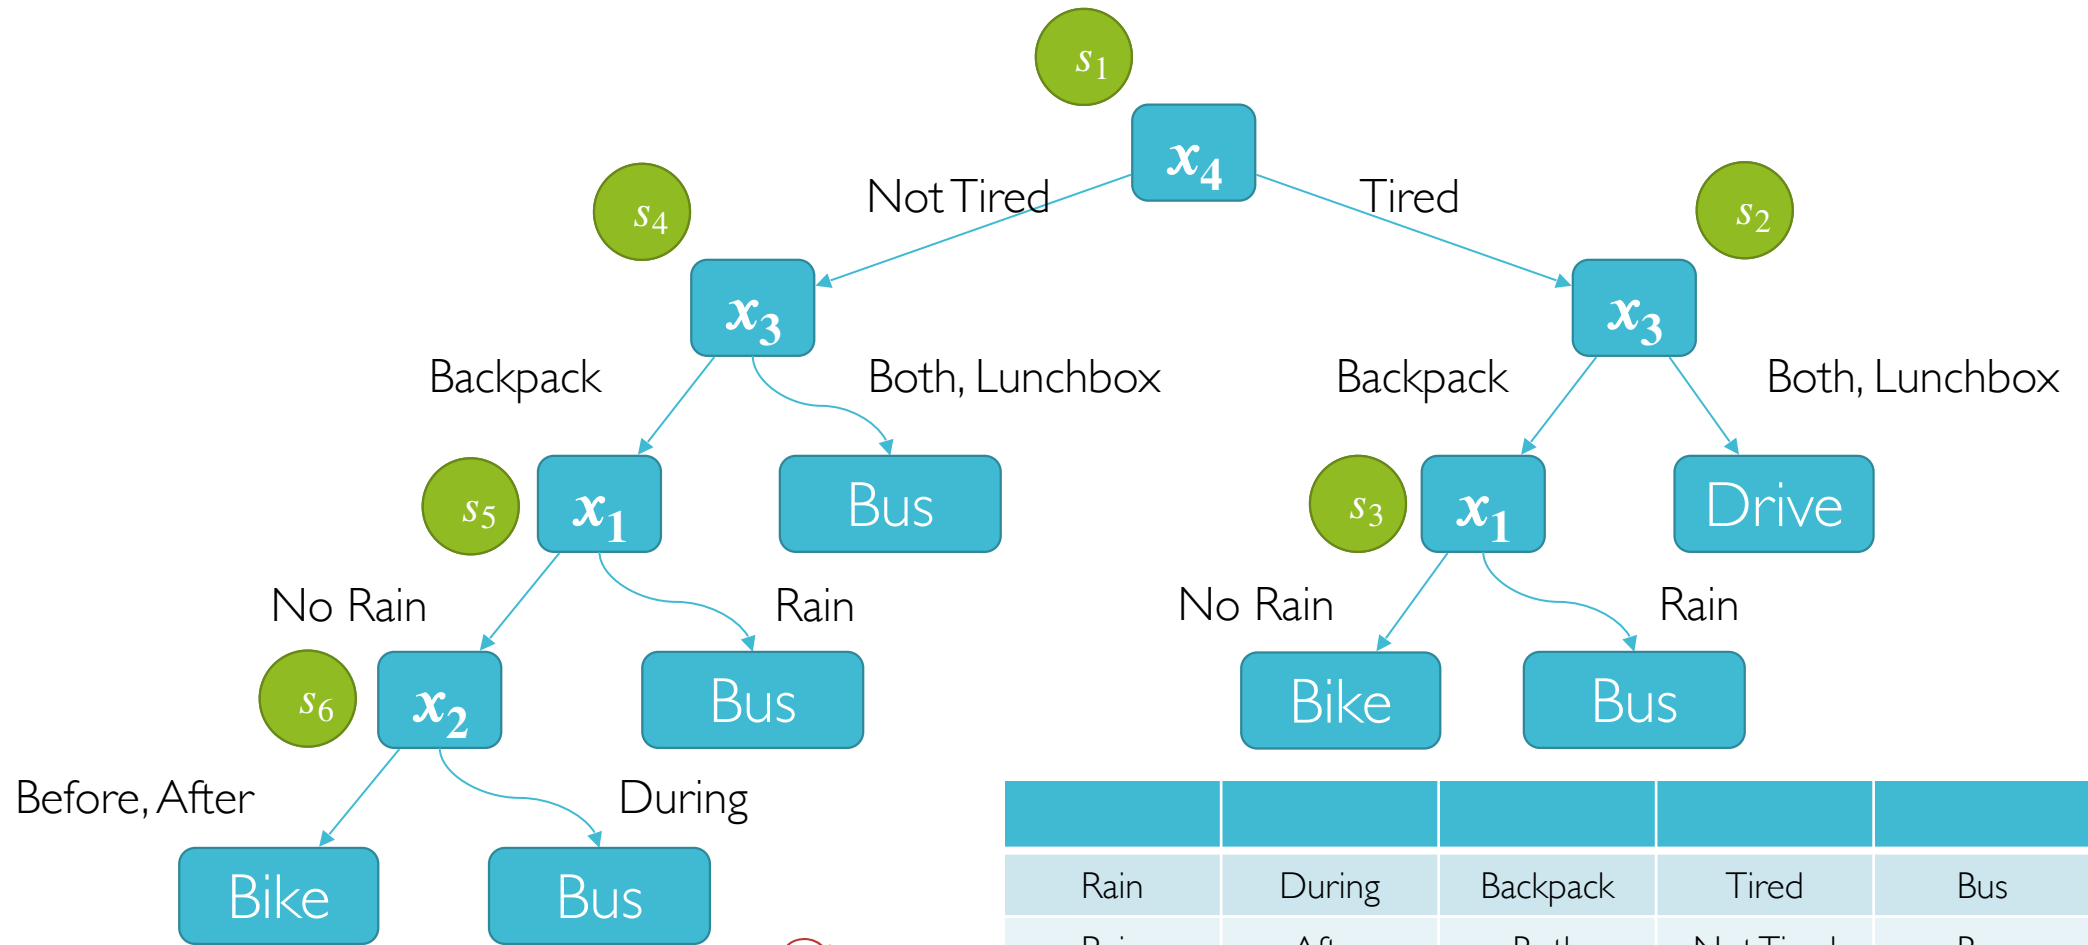 s1
x4
Not Tired
Tired
s4
s2
x3
x3
Backpack
Both, Lunchbox
Backpack
Both, Lunchbox
s5
x1
Bus
s3
x1
Drive
No Rain
Rain
No Rain
Rain
s6
x2
Bus
Bike
Bus
Before, After
During
Bike
Bus
Rain During Backpack Tired Bus